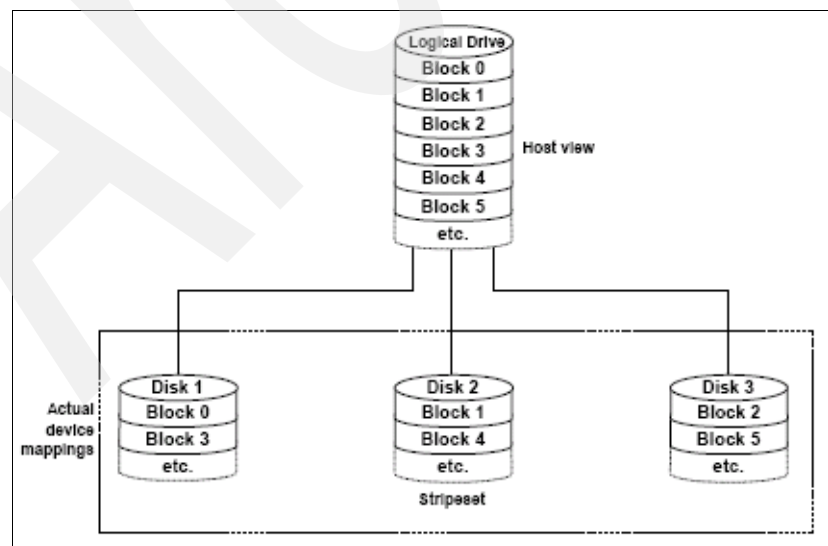 Logical Drive
Block 0
Block 1
Block 2
Block 3
Host view
Block 4
Block 5
etc.
Disk 1
Disk 2
Disk 3
Block 0
Block 1
Block 2
Actual
device
mappings
Block 3
Block 4
Block 5
etc.
etc.
etc.
Stripeset